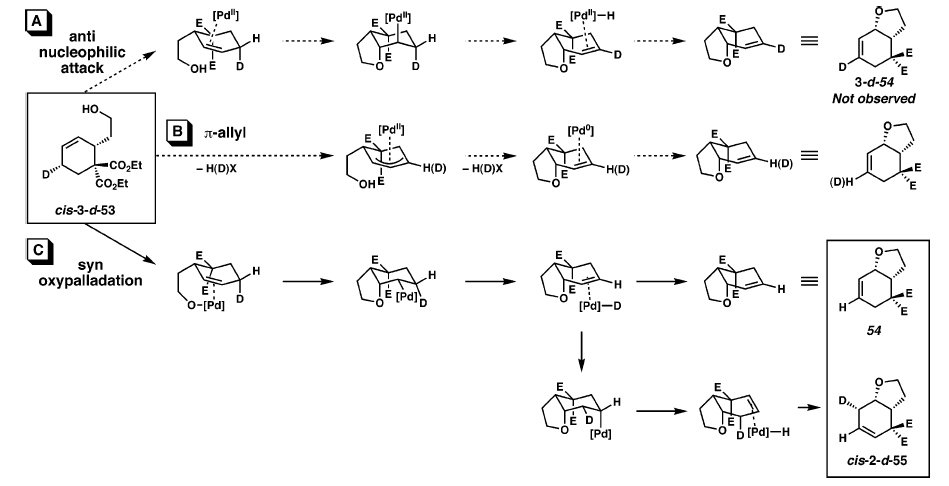 A
anti
nucleophilic
attack
[Pdᴵᴵ]
E
H
OH
E
D
[Pdᴵᴵ]
E
H
O
E
D
[Pdᴵᴵ]—H
E
D
O
E
E
D
O
E
≡
O
D
E
E
3-d-54
Not observed
HO
D
CO₂Et
CO₂Et
cis-3-d-53
B
π-allyl
– H(D)X
[Pdᴵᴵ]
E
H(D)
E
OH
– H(D)X
[Pd⁰]
E
H(D)
O
E
E
H(D)
O
E
≡
O
(D)H
E
E
C
syn
oxypalladation
E
H
E
D
O–[Pd]
E
H
E
[Pd]
O
D
E
H
O
E
[Pd]—D
E
H
O
E
≡
O
H
E
E
54
E
H
E
D
O
[Pd]
E
E
O
D
[Pd]—H
O
D
H
E
E
cis-2-d-55